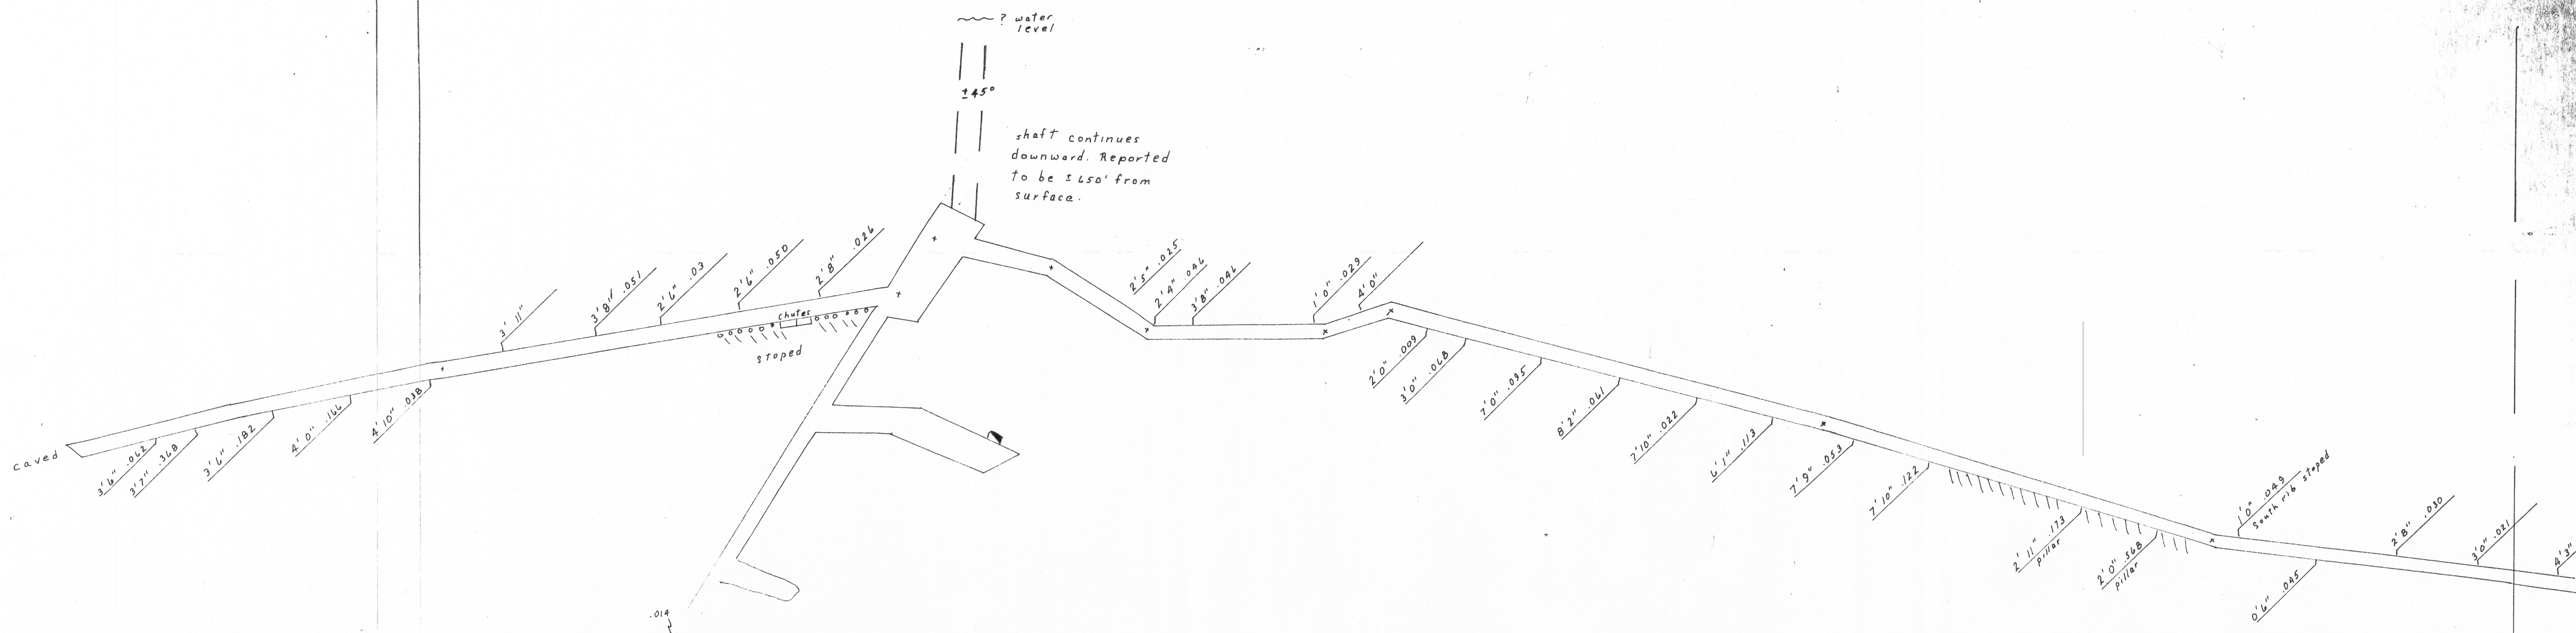 ? water
level
±45°
shaft continues
downward. Reported
to be ±650' from
surface.
3' 11"
3'8" .051
2'6" .03
2'6" .050
2'8" .026
chutes
stoped
caved
3'6" .062
3'7" .368
3'6" .182
4'0" .166
4'10" .038
2'5" .025
2'4" .046
3'8" .046
1'0" .029
4'0"
2'0" .009
3'0" .068
7'0" .095
8'2" .061
7'10" .022
6'1" .113
7'9" .053
7'10" .122
2'11" .173
pillar
2'0" .568
pillar
1'0" .049
South rib stoped
2'8" .030
3'0" .021
4'3"
0'6" .045
.014